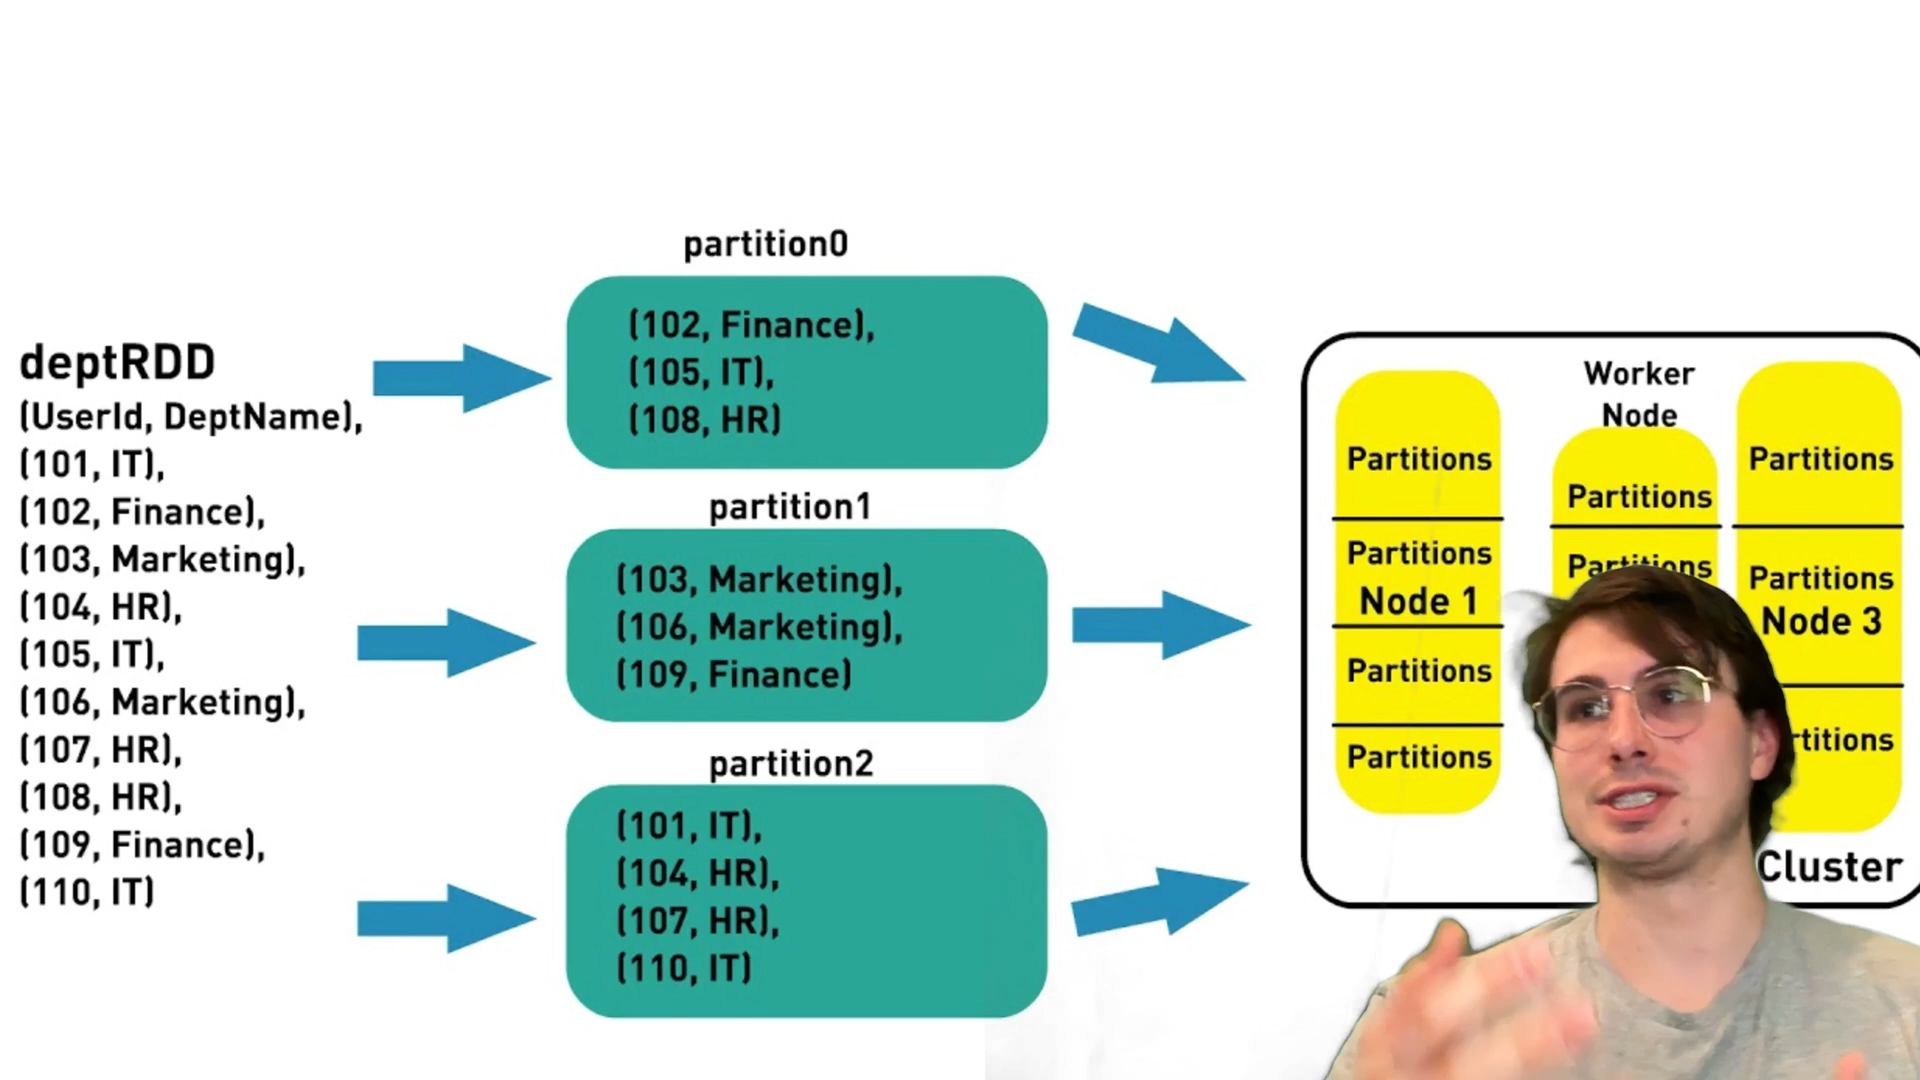 deptRDD
(UserId, DeptName),
(101, IT),
(102, Finance),
(103, Marketing),
(104, HR),
(105, IT),
(106, Marketing),
(107, HR),
(108, HR),
(109, Finance),
(110, IT)
partition0
(102, Finance),
(105, IT),
(108, HR)
partition1
(103, Marketing),
(106, Marketing),
(109, Finance)
partition2
(101, IT),
(104, HR),
(107, HR),
(110, IT)
Partitions
Partitions
Node 1
Partitions
Partitions
Worker
Node
Partitions
Partitions
Partitions
Partitions
Node 3
rtitions
Cluster